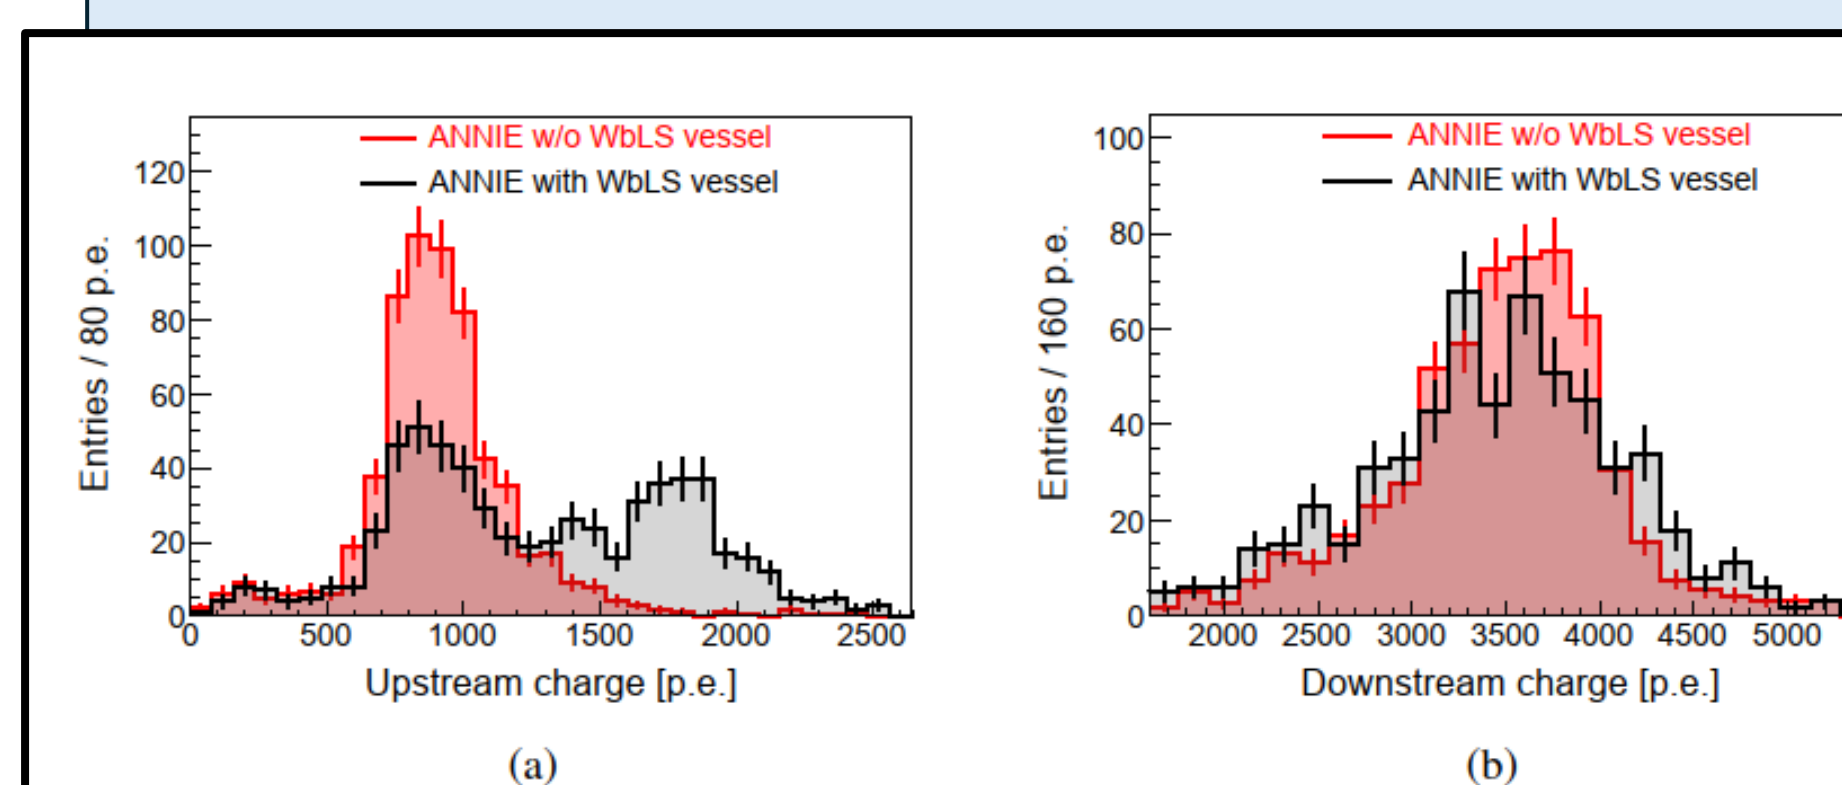 ANNIE w/o WbLS vessel
ANNIE with WbLS vessel
120
100
80
60
40
20
0
Entries / 80 p.e.
0 500 1000 1500 2000 2500
Upstream charge [p.e.]
(a)
ANNIE w/o WbLS vessel
ANNIE with WbLS vessel
100
80
60
40
20
0
Entries / 160 p.e.
2000 2500 3000 3500 4000 4500 5000
Downstream charge [p.e.]
(b)